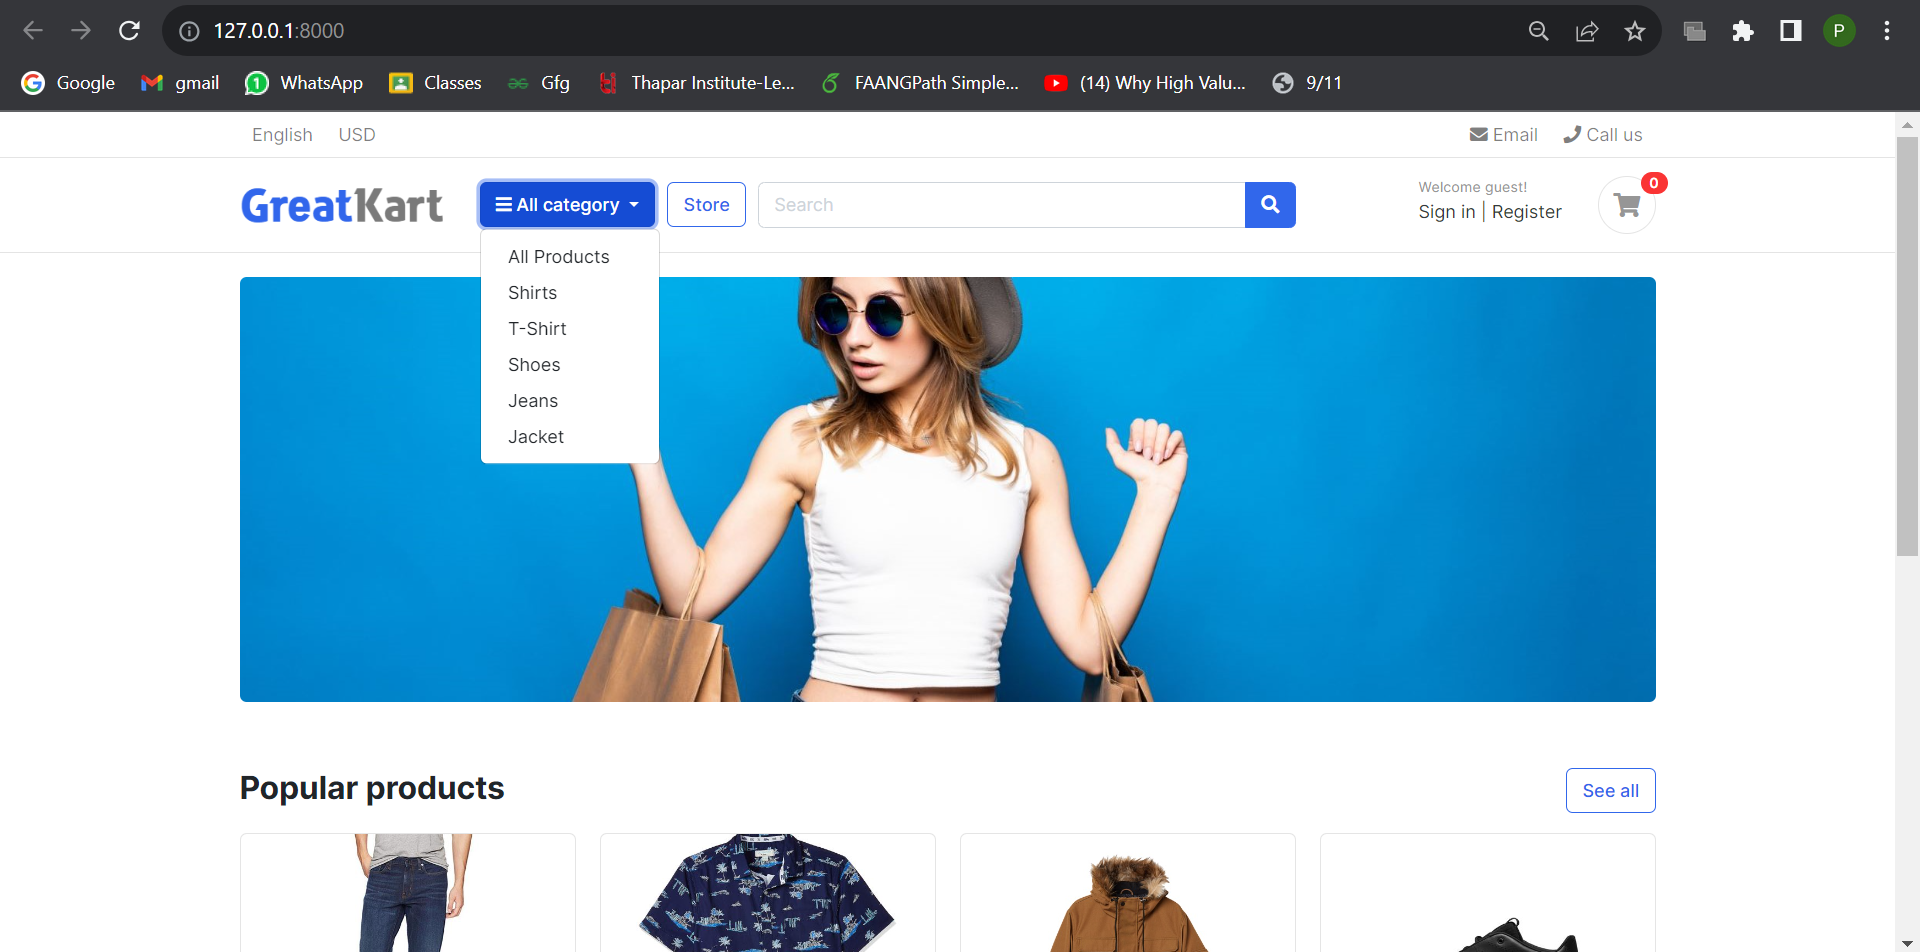 127.0.0.1:8000
P
Google gmail WhatsApp Classes Gfg Thapar Institute-Le... FAANGPath Simple... (14) Why High Valu... 9/11
English USD Email Call us
GreatKart All category Store Search Welcome guest! 0
Sign in | Register
All Products
Shirts
T-Shirt
Shoes
Jeans
Jacket
Popular products See all